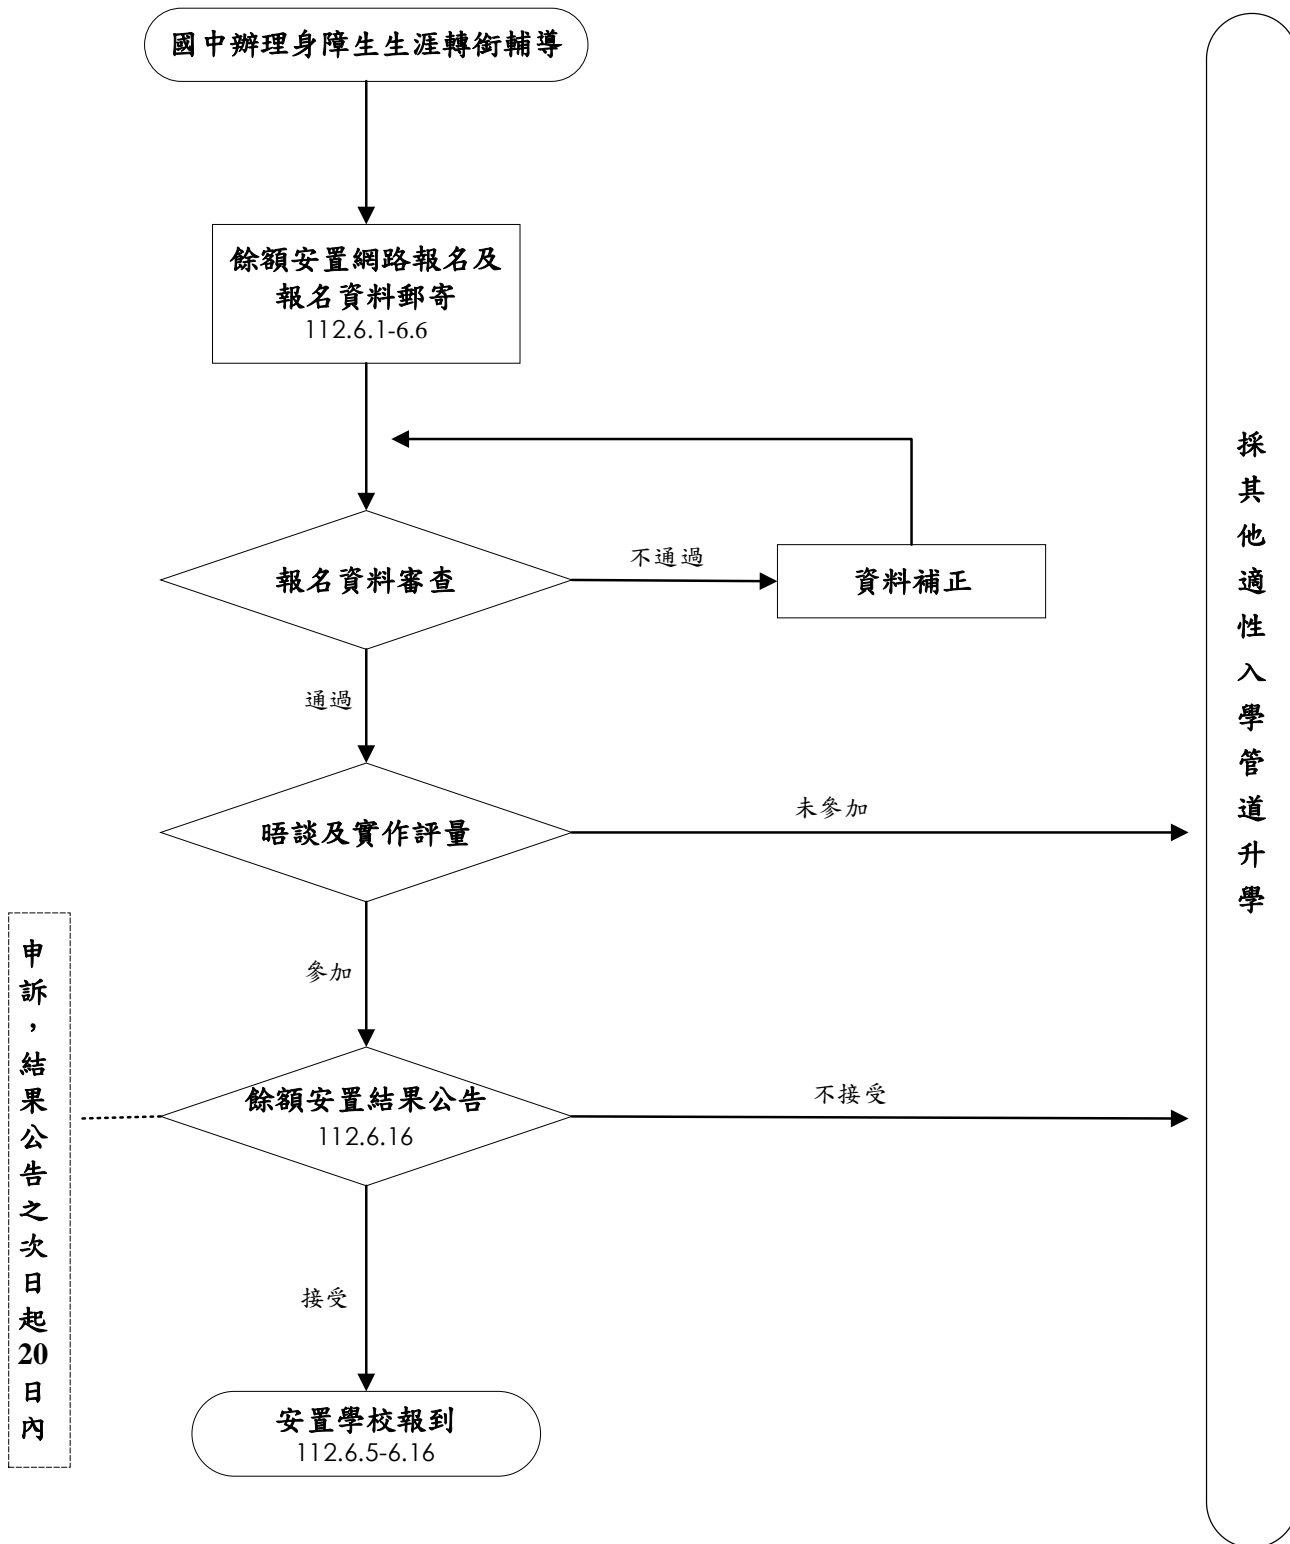 國中辦理身障生生涯轉銜輔導
餘額安置網路報名及
報名資料郵寄
112.6.1-6.6
報名資料審查
不通過
資料補正
通過
晤談及實作評量
未參加
參加
餘額安置結果公告
112.6.16
不接受
接受
安置學校報到
112.6.5-6.16
申訴，結果公告之次日起20日內
採其他適性入學管道升學